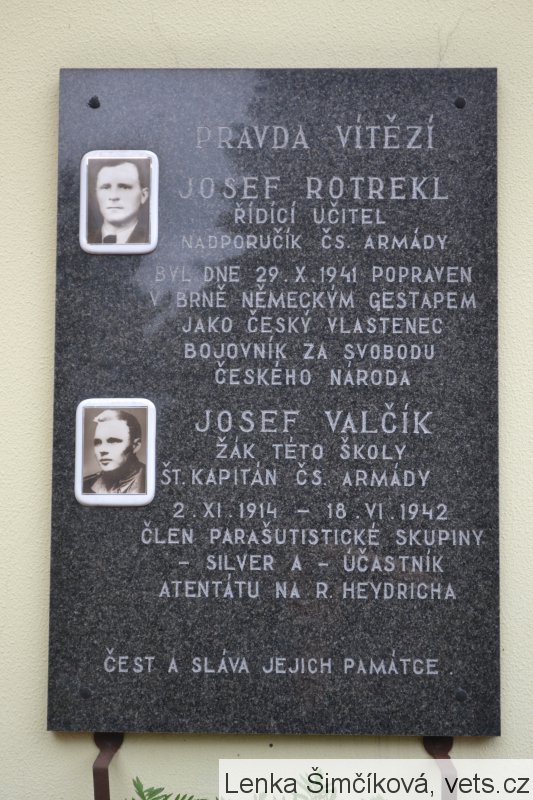 PRAVDA VÍTĚZÍ
JOSEF ROTREKL
ŘÍDÍCÍ UČITEL
NADPORUČÍK ČS. ARMÁDY
BYL DNE 29. X. 1941 POPRAVEN
V BRNĚ NĚMECKÝM GESTAPEM
JAKO ČESKÝ VLASTENEC
BOJOVNÍK ZA SVOBODU
ČESKÉHO NÁRODA
JOSEF VALČÍK
ŽÁK TÉTO ŠKOLY
ŠT. KAPITÁN ČS. ARMÁDY
2. XI. 1914 – 18. VI. 1942
ČLEN PARAŠUTISTICKÉ SKUPINY
- SILVER A - ÚČASTNÍK
ATENTÁTU NA R. HEYDRICHA
ČEST A SLÁVA JEJICH PAMÁTCE.
Lenka Šimčíková, vets.cz